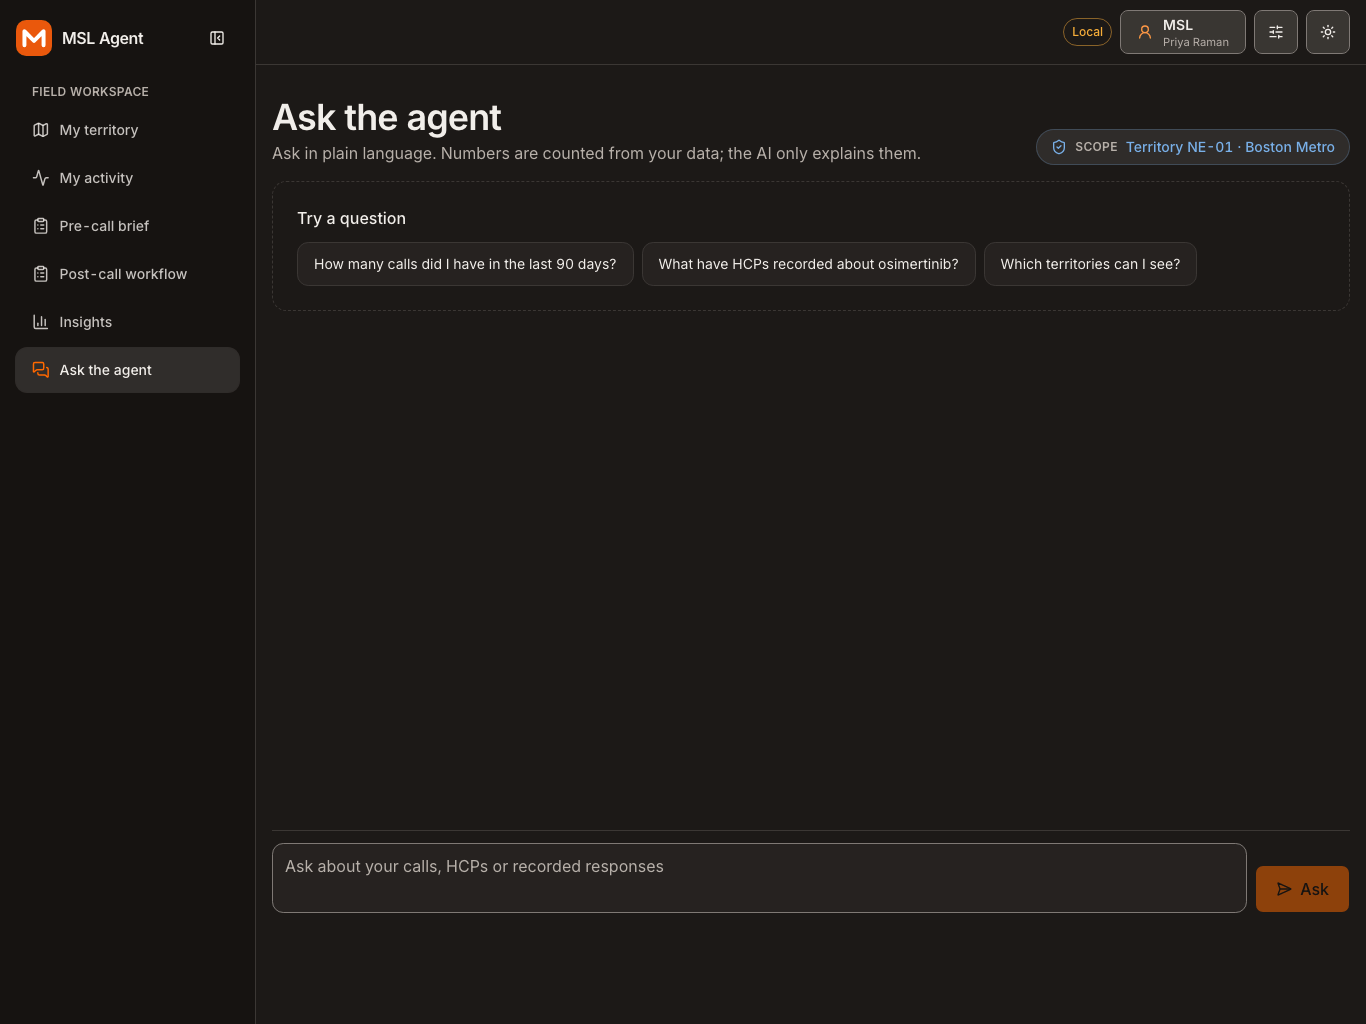 MSL Agent
FIELD WORKSPACE
My territory
My activity
Pre-call brief
Post-call workflow
Insights
Ask the agent
Local
MSL
Priya Raman
Ask the agent
Ask in plain language. Numbers are counted from your data; the AI only explains them.
SCOPE Territory NE-01 · Boston Metro
Try a question
How many calls did I have in the last 90 days?
What have HCPs recorded about osimertinib?
Which territories can I see?
Ask about your calls, HCPs or recorded responses
Ask